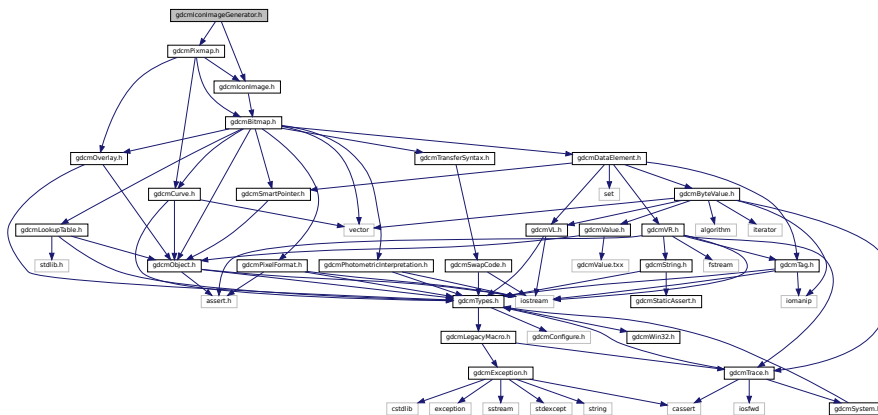 gdcmIconImageGenerator.h
gdcmPixmap.h
gdcmIconImage.h
gdcmBitmap.h
gdcmOverlay.h
gdcmTransferSyntax.h
gdcmDataElement.h
gdcmCurve.h
gdcmSmartPointer.h
set
gdcmByteValue.h
gdcmLookupTable.h
vector
gdcmVL.h
gdcmValue.h
gdcmVR.h
algorithm
iterator
stdlib.h
gdcmObject.h
gdcmPixelFormat.h
gdcmPhotometricInterpretation.h
gdcmSwapCode.h
gdcmValue.txx
gdcmString.h
fstream
gdcmTag.h
assert.h
gdcmTypes.h
iostream
gdcmStaticAssert.h
iomanip
gdcmLegacyMacro.h
gdcmConfigure.h
gdcmWin32.h
gdcmException.h
gdcmTrace.h
cstdlib
exception
sstream
stdexcept
string
cassert
iosfwd
gdcmSystem.h